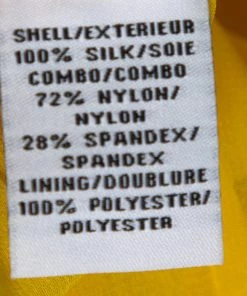 SHELL/EXTERIEUR
100% SILK/SOIE
COMBO/COMBO
72% NYLON/
NYLON
28% SPANDEX/
SPANDEX
LINING/DOUBLURE
100% POLYESTER/
POLYESTER